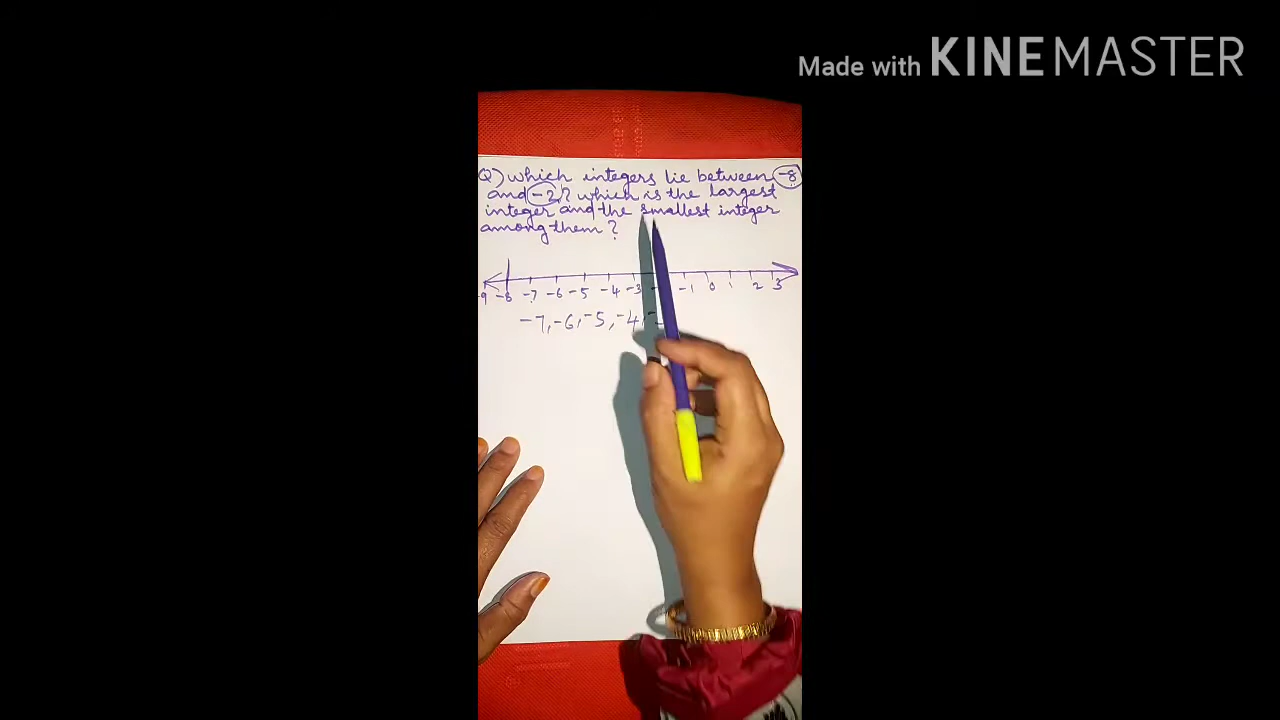 Made with KINEMASTER
Q) which integers lie between -8
and -2? which is the largest
integer and the smallest integer
among them?
-9 -8 -7 -6 -5 -4 -3 -1 0 1 2 3
-7, -6, -5, -4,